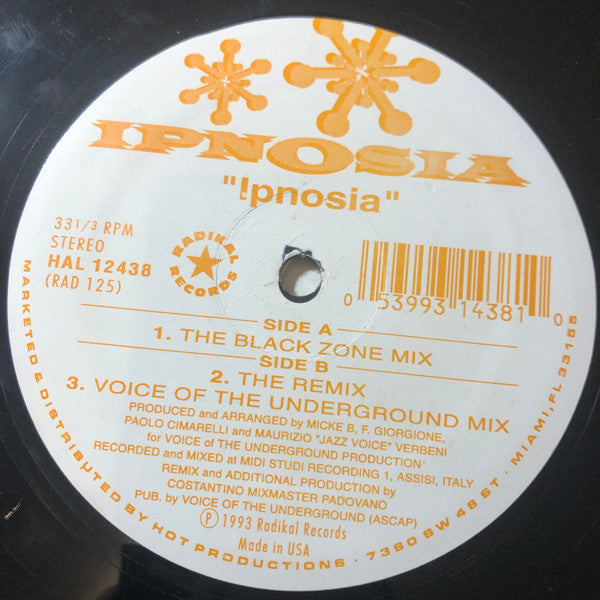 IPNOSIA
"!pnosia"
33 1/3 RPM
STEREO
HAL 12438
(RAD 125)
RADIKAL
RECORDS
0 53993 14381 0
SIDE A
1. THE BLACK ZONE MIX
SIDE B
2. THE REMIX
3. VOICE OF THE UNDERGROUND MIX
PRODUCED and ARRANGED by MICKE B, F. GIORGIONE,
PAOLO CIMARELLI and MAURIZIO "JAZZ VOICE" VERBENI
for VOICE OF THE UNDERGROUND PRODUCTION'
RECORDED and MIXED at MIDI STUDI RECORDING 1, ASSISI, ITALY
REMIX and ADDITIONAL PRODUCTION by
COSTANTINO MIXMASTER PADOVANO
PUB. by VOICE OF THE UNDERGROUND (ASCAP)
℗ 1993 Radikal Records
Made in USA
MARKETED & DISTRIBUTED BY HOT PRODUCTIONS · 7350 SW 48 ST. · MIAMI, FL 33155